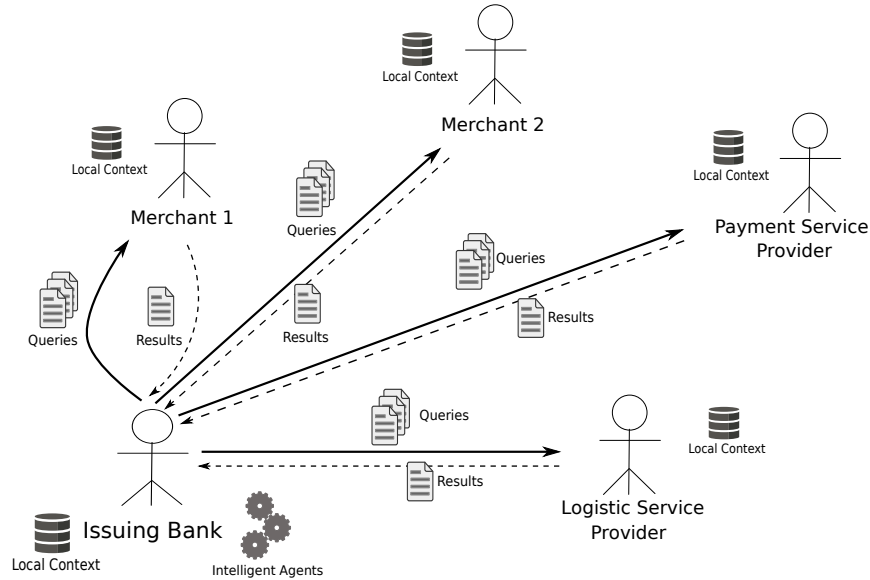 Local Context
Merchant 2
Local Context
Merchant 1
Local Context
Payment Service
Provider
Queries
Queries
Queries
Results
Results
Results
Queries
Results
Local Context
Logistic Service
Provider
Issuing Bank
Local Context
Intelligent Agents